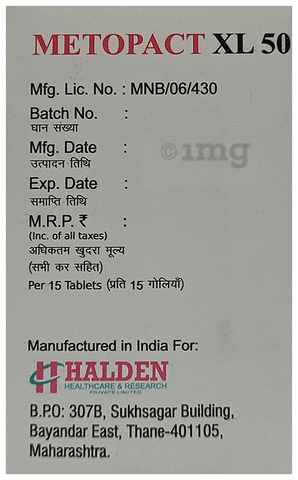 METOPACT XL 50
Mfg. Lic. No. : MNB/06/430
Batch No. :
घान संख्या
Mfg. Date :
उत्पादन तिथि
©1mg
Exp. Date :
समाप्ति तिथि
M.R.P. ₹ :
(Inc. of all taxes)
अधिकतम खुदरा मूल्य
(सभी कर सहित)
Per 15 Tablets (प्रति 15 गोलियाँ)
Manufactured in India For:
HALDEN
HEALTHCARE & RESEARCH
PRIVATE LIMITED
B.P.O: 307B, Sukhsagar Building,
Bayandar East, Thane-401105,
Maharashtra.